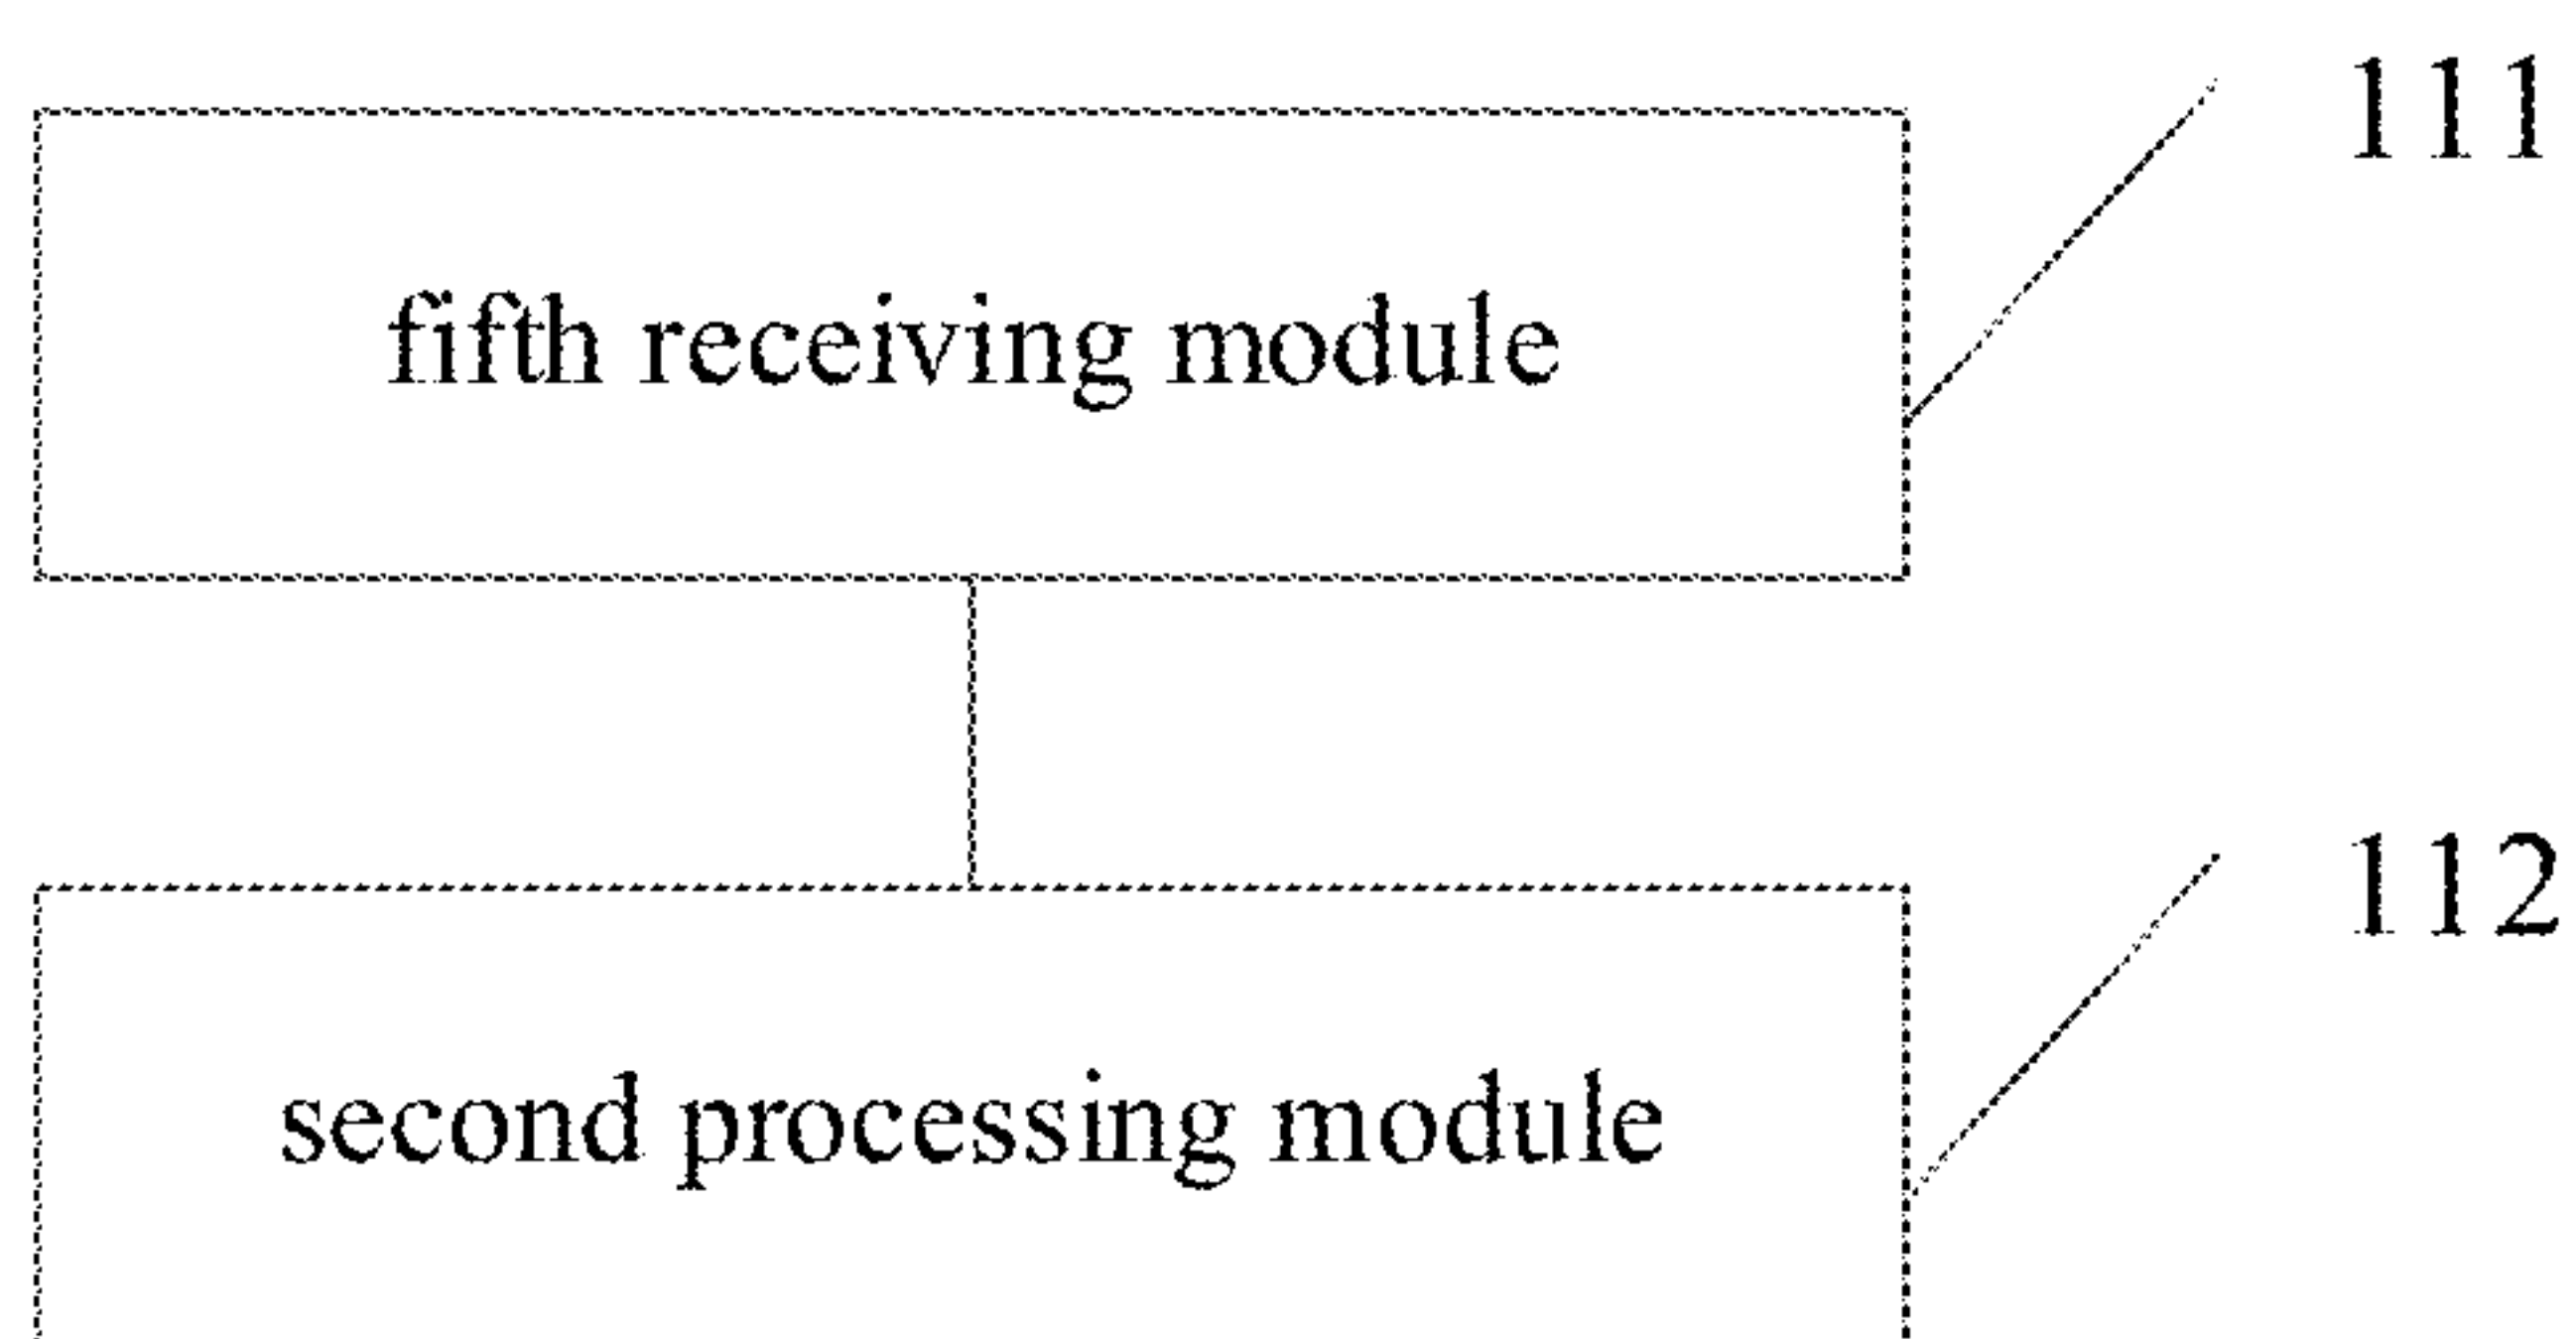 111
fifth receiving module
112
second processing module